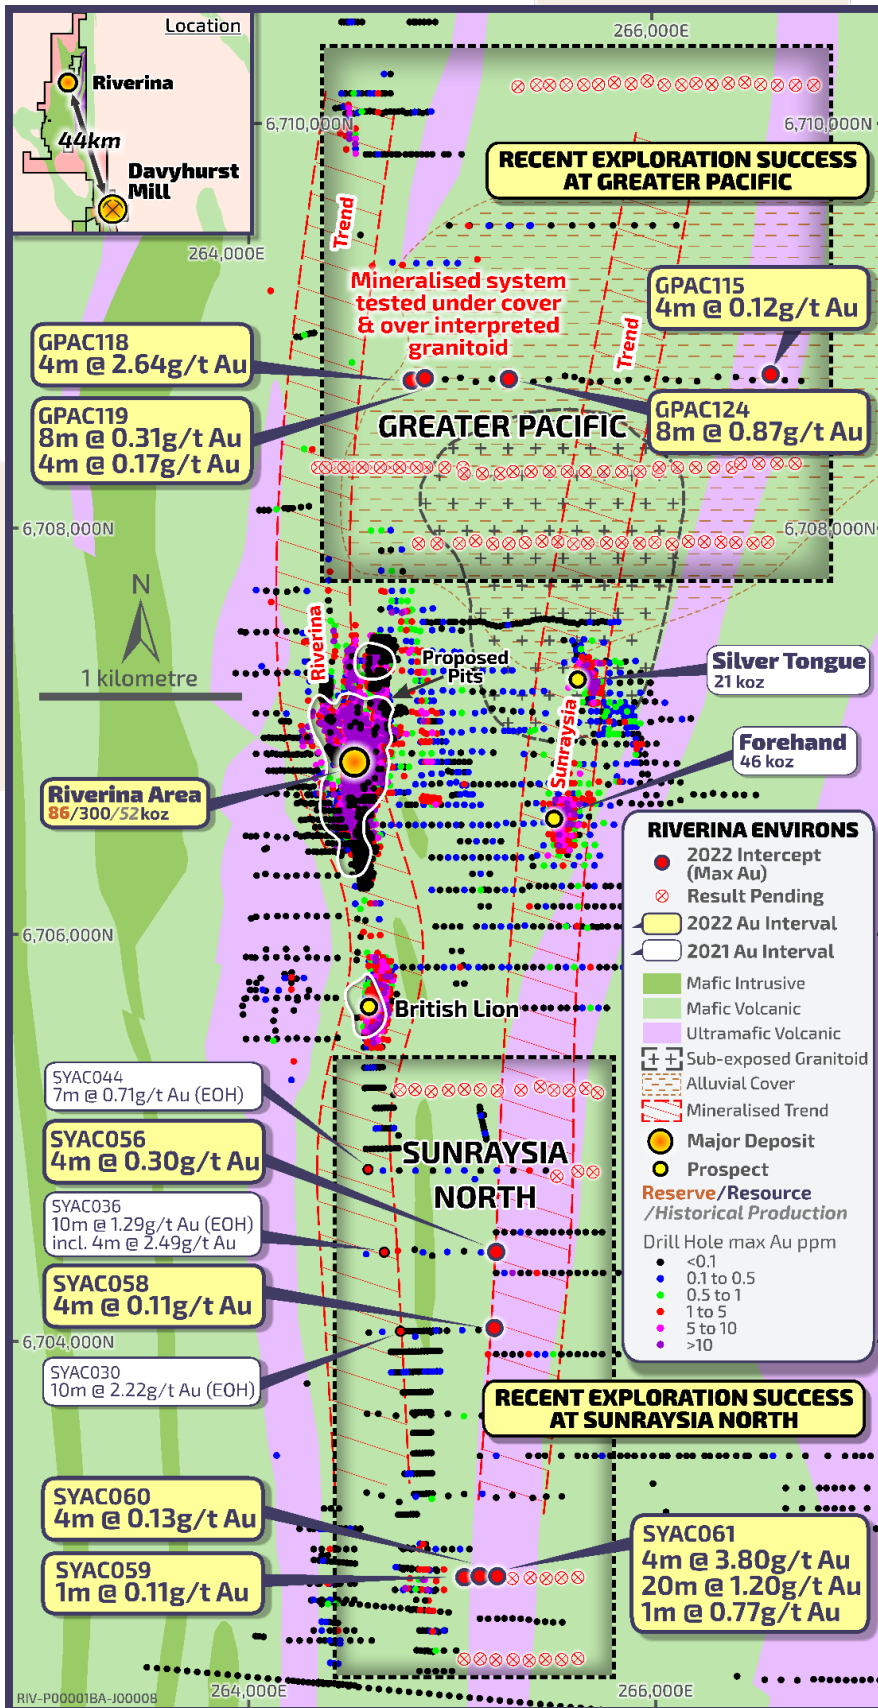 Location
Riverina
44km
Davyhurst
Mill
266,000E
6,710,000N
6,710,000N
264,000E
RECENT EXPLORATION SUCCESS
AT GREATER PACIFIC
Trend
Mineralised system
tested under cover
& over interpreted
granitoid
Trend
GPAC115
4m @ 0.12g/t Au
GPAC118
4m @ 2.64g/t Au
GPAC119
8m @ 0.31g/t Au
4m @ 0.17g/t Au
GREATER PACIFIC
GPAC124
8m @ 0.87g/t Au
6,708,000N
6,708,000N
N
1 kilometre
Riverina
Proposed
Pits
Silver Tongue
21 koz
Sunraysia
Forehand
46 koz
Riverina Area
86/300/52koz
6,706,000N
British Lion
RIVERINA ENVIRONS
2022 Intercept
(Max Au)
Result Pending
2022 Au Interval
2021 Au Interval
Mafic Intrusive
Mafic Volcanic
Ultramafic Volcanic
Sub-exposed Granitoid
Alluvial Cover
Mineralised Trend
Major Deposit
Prospect
Reserve/Resource
/Historical Production
Drill Hole max Au ppm
<0.1
0.1 to 0.5
0.5 to 1
1 to 5
5 to 10
>10
SYAC044
7m @ 0.71g/t Au (EOH)
SYAC056
4m @ 0.30g/t Au
SYAC036
10m @ 1.29g/t Au (EOH)
incl. 4m @ 2.49g/t Au
SYAC058
4m @ 0.11g/t Au
SUNRAYSIA
NORTH
6,704,000N
SYAC030
10m @ 2.22g/t Au (EOH)
RECENT EXPLORATION SUCCESS
AT SUNRAYSIA NORTH
SYAC060
4m @ 0.13g/t Au
SYAC059
1m @ 0.11g/t Au
SYAC061
4m @ 3.80g/t Au
20m @ 1.20g/t Au
1m @ 0.77g/t Au
264,000E
266,000E
RIV-P00001BA-J00008